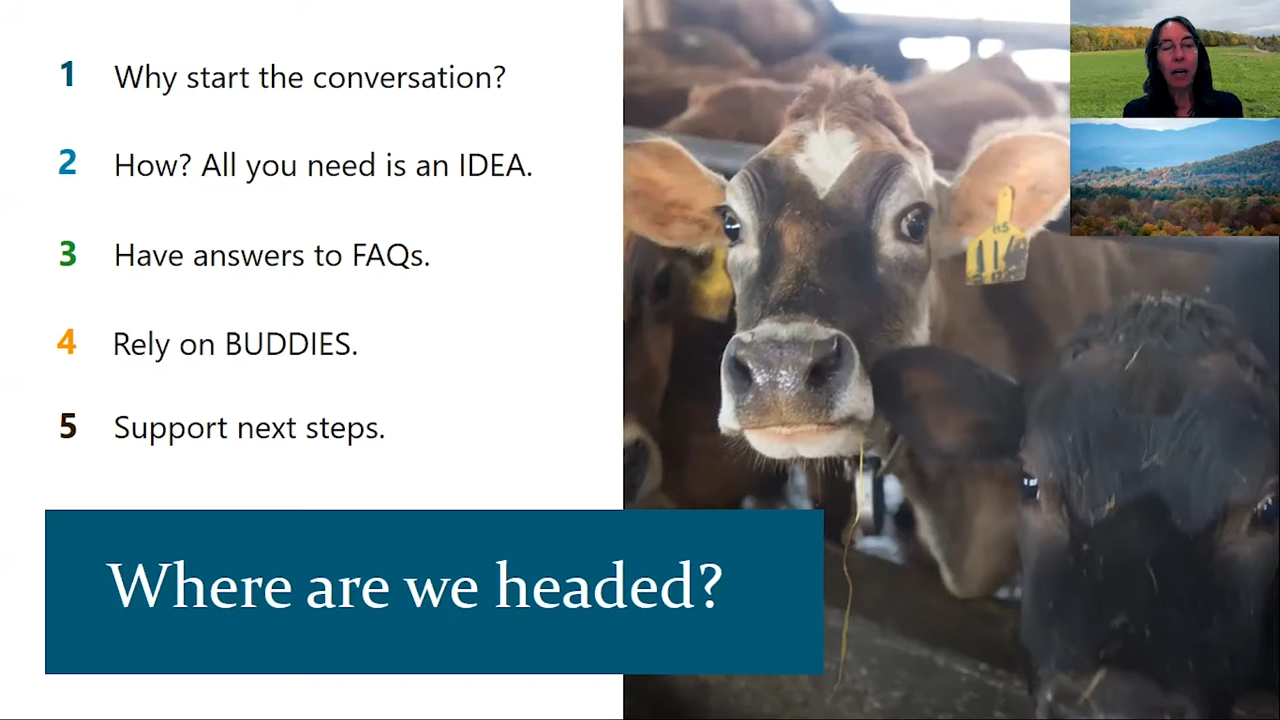 1 Why start the conversation?
2 How? All you need is an IDEA.
3 Have answers to FAQs.
4 Rely on BUDDIES.
5 Support next steps.
Where are we headed?